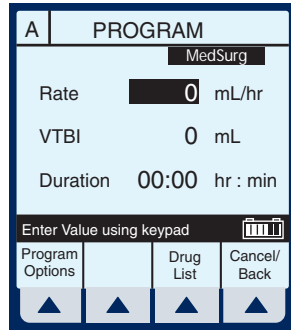 A PROGRAM
MedSurg
Rate 0 mL/hr
VTBI 0 mL
Duration 00:00 hr : min
Enter Value using keypad
Program Options
Drug List
Cancel/ Back